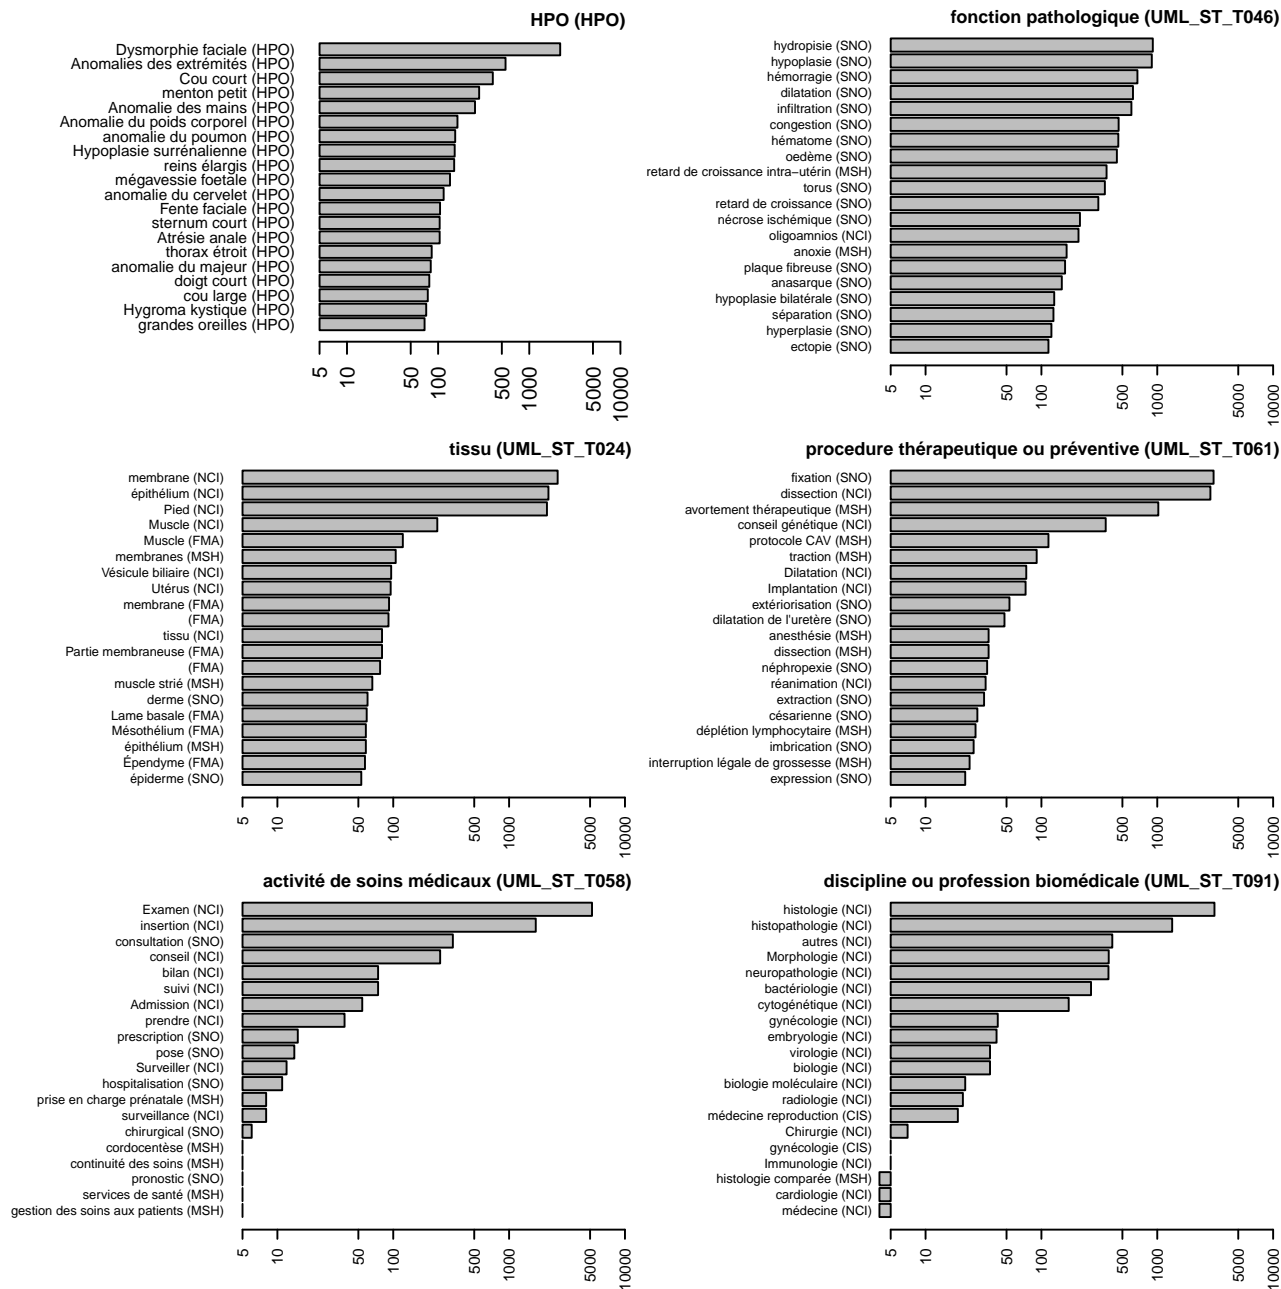 HPO (HPO)
Dysmorphie faciale (HPO)
Anomalies des extrémités (HPO)
Cou court (HPO)
menton petit (HPO)
Anomalie des mains (HPO)
Anomalie du poids corporel (HPO)
anomalie du poumon (HPO)
Hypoplasie surrénalienne (HPO)
reins élargis (HPO)
mégavessie foetale (HPO)
anomalie du cervelet (HPO)
Fente faciale (HPO)
sternum court (HPO)
Atrésie anale (HPO)
thorax étroit (HPO)
anomalie du majeur (HPO)
doigt court (HPO)
cou large (HPO)
Hygroma kystique (HPO)
grandes oreilles (HPO)
5 10 50 100 500 1000 5000 10000
fonction pathologique (UML_ST_T046)
hydropisie (SNO)
hypoplasie (SNO)
hémorragie (SNO)
dilatation (SNO)
infiltration (SNO)
congestion (SNO)
hématome (SNO)
oedème (SNO)
retard de croissance intra−utérin (MSH)
torus (SNO)
retard de croissance (SNO)
nécrose ischémique (SNO)
oligoamnios (NCI)
anoxie (MSH)
plaque fibreuse (SNO)
anasarque (SNO)
hypoplasie bilatérale (SNO)
séparation (SNO)
hyperplasie (SNO)
ectopie (SNO)
5 10 50 100 500 1000 5000 10000
tissu (UML_ST_T024)
membrane (NCI)
épithélium (NCI)
Pied (NCI)
Muscle (NCI)
Muscle (FMA)
membranes (MSH)
Vésicule biliaire (NCI)
Utérus (NCI)
membrane (FMA)
(FMA)
tissu (NCI)
Partie membraneuse (FMA)
(FMA)
muscle strié (MSH)
derme (SNO)
Lame basale (FMA)
Mésothélium (FMA)
épithélium (MSH)
Épendyme (FMA)
épiderme (SNO)
5 10 50 100 500 1000 5000 10000
procedure thérapeutique ou préventive (UML_ST_T061)
fixation (SNO)
dissection (NCI)
avortement thérapeutique (MSH)
conseil génétique (NCI)
protocole CAV (MSH)
traction (MSH)
Dilatation (NCI)
Implantation (NCI)
extériorisation (SNO)
dilatation de l'uretère (SNO)
anesthésie (MSH)
dissection (MSH)
néphropexie (SNO)
réanimation (NCI)
extraction (SNO)
césarienne (SNO)
déplétion lymphocytaire (MSH)
imbrication (SNO)
interruption légale de grossesse (MSH)
expression (SNO)
5 10 50 100 500 1000 5000 10000
activité de soins médicaux (UML_ST_T058)
Examen (NCI)
insertion (NCI)
consultation (SNO)
conseil (NCI)
bilan (NCI)
suivi (NCI)
Admission (NCI)
prendre (NCI)
prescription (SNO)
pose (SNO)
Surveiller (NCI)
hospitalisation (SNO)
prise en charge prénatale (MSH)
surveillance (NCI)
chirurgical (SNO)
cordocentèse (MSH)
continuité des soins (MSH)
pronostic (SNO)
services de santé (MSH)
gestion des soins aux patients (MSH)
5 10 50 100 500 1000 5000 10000
discipline ou profession biomédicale (UML_ST_T091)
histologie (NCI)
histopathologie (NCI)
autres (NCI)
Morphologie (NCI)
neuropathologie (NCI)
bactériologie (NCI)
cytogénétique (NCI)
gynécologie (NCI)
embryologie (NCI)
virologie (NCI)
biologie (NCI)
biologie moléculaire (NCI)
radiologie (NCI)
médecine reproduction (CIS)
Chirurgie (NCI)
gynécologie (CIS)
Immunologie (NCI)
histologie comparée (MSH)
cardiologie (NCI)
médecine (NCI)
5 10 50 100 500 1000 5000 10000